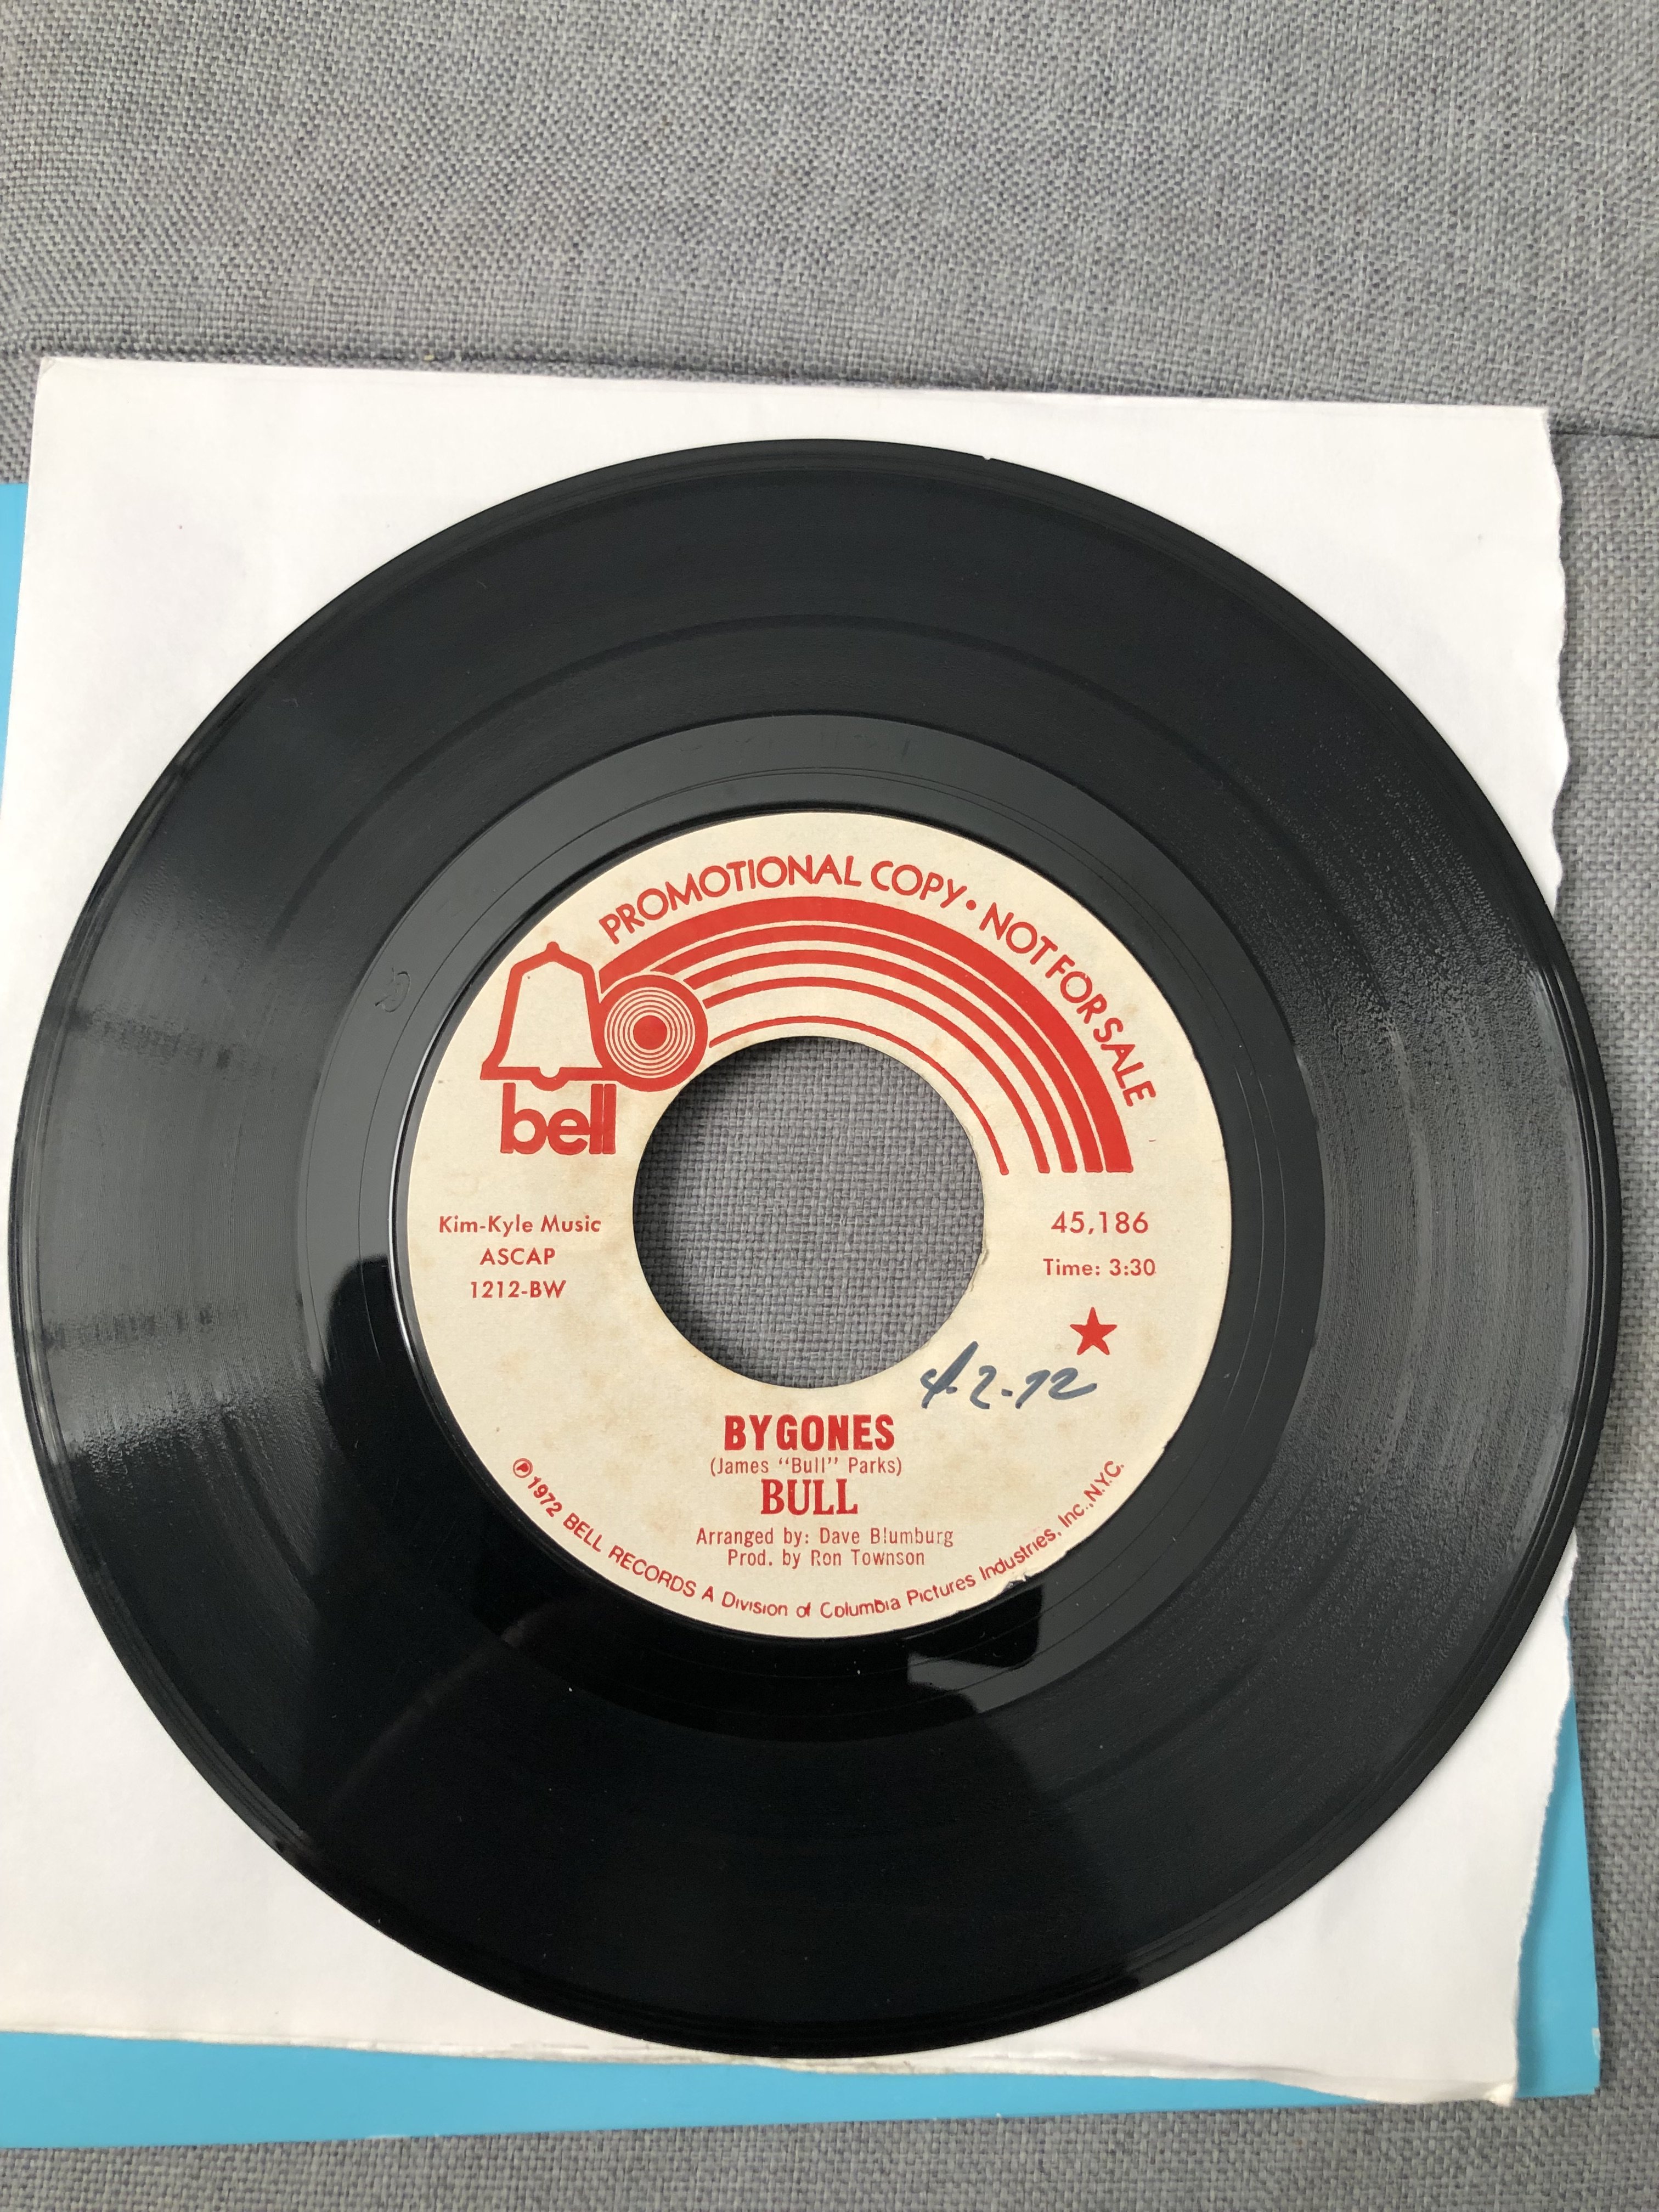 PROMOTIONAL COPY • NOT FOR SALE
bell
Kim-Kyle Music
ASCAP
1212-BW
45,186
Time: 3:30
4-2-72
BYGONES
(James "Bull" Parks)
BULL
Arranged by: Dave Blumburg
Prod. by Ron Townson
℗1972 BELL RECORDS A Division of Columbia Pictures Industries, Inc., N.Y.C.